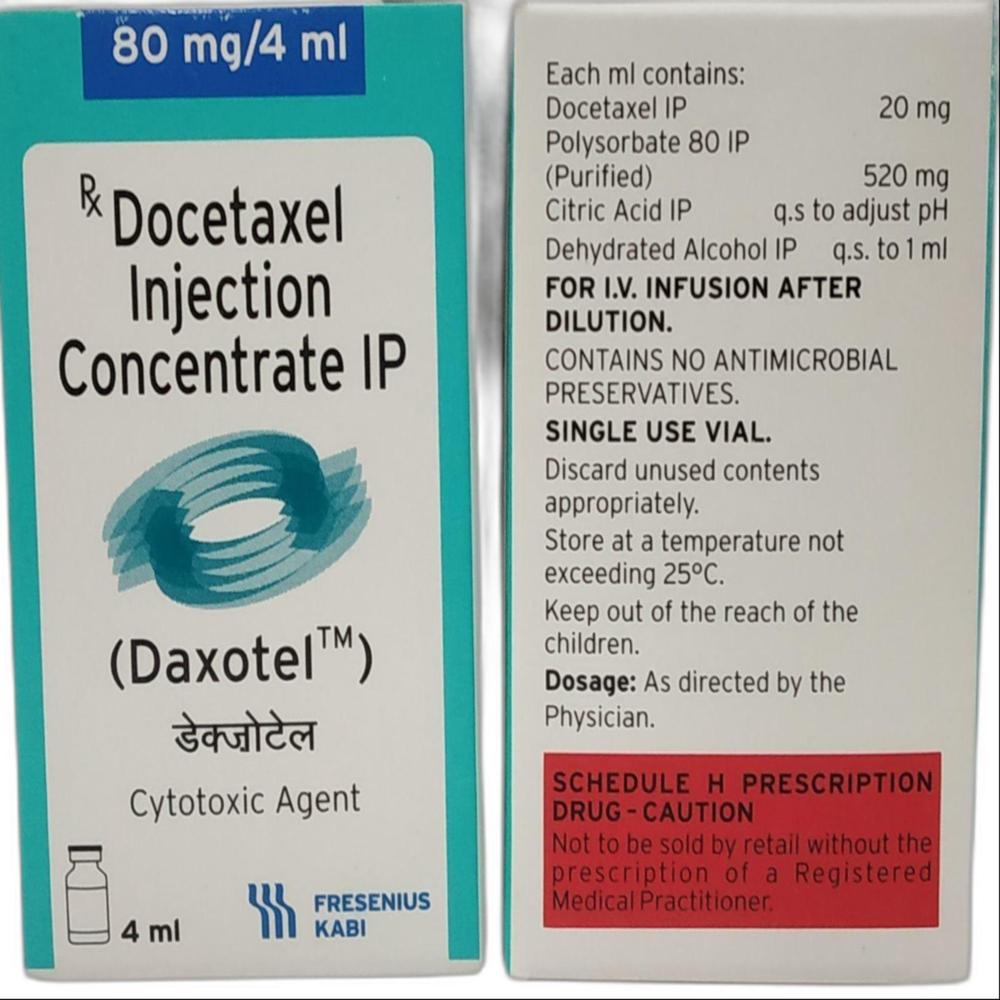 80 mg/4 ml
Rx Docetaxel
Injection
Concentrate IP
(Daxotel™)
डेक्ज़ोटेल
Cytotoxic Agent
4 ml
FRESENIUS
KABI
Each ml contains:
Docetaxel IP 20 mg
Polysorbate 80 IP
(Purified) 520 mg
Citric Acid IP q.s to adjust pH
Dehydrated Alcohol IP q.s. to 1 ml
FOR I.V. INFUSION AFTER
DILUTION.
CONTAINS NO ANTIMICROBIAL
PRESERVATIVES.
SINGLE USE VIAL.
Discard unused contents
appropriately.
Store at a temperature not
exceeding 25°C.
Keep out of the reach of the
children.
Dosage: As directed by the
Physician.
SCHEDULE H PRESCRIPTION
DRUG - CAUTION
Not to be sold by retail without the
prescription of a Registered
Medical Practitioner.